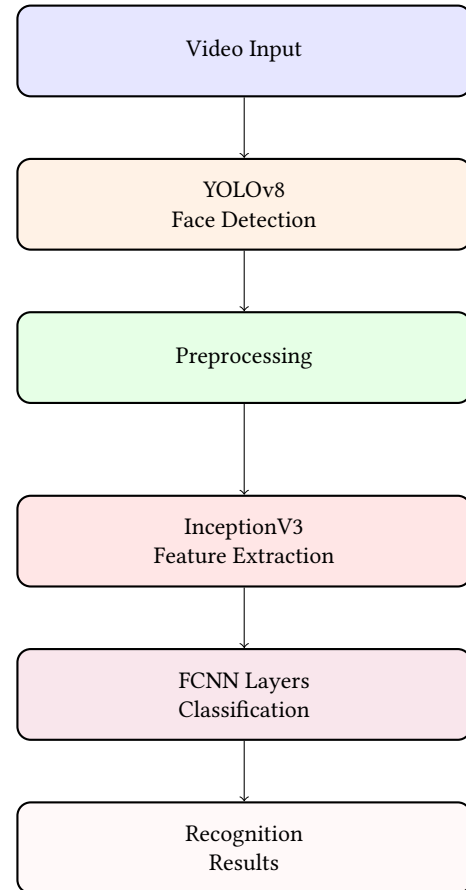 Video Input
YOLOv8
Face Detection
Preprocessing
InceptionV3
Feature Extraction
FCNN Layers
Classification
Recognition
Results